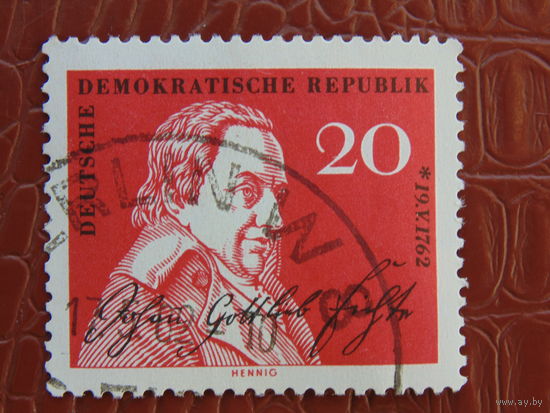 DEUTSCHE
DEMOKRATISCHE REPUBLIK
20
*19.V.1762
Johann Gottlieb Fichte
HENNIG
www.ay.by